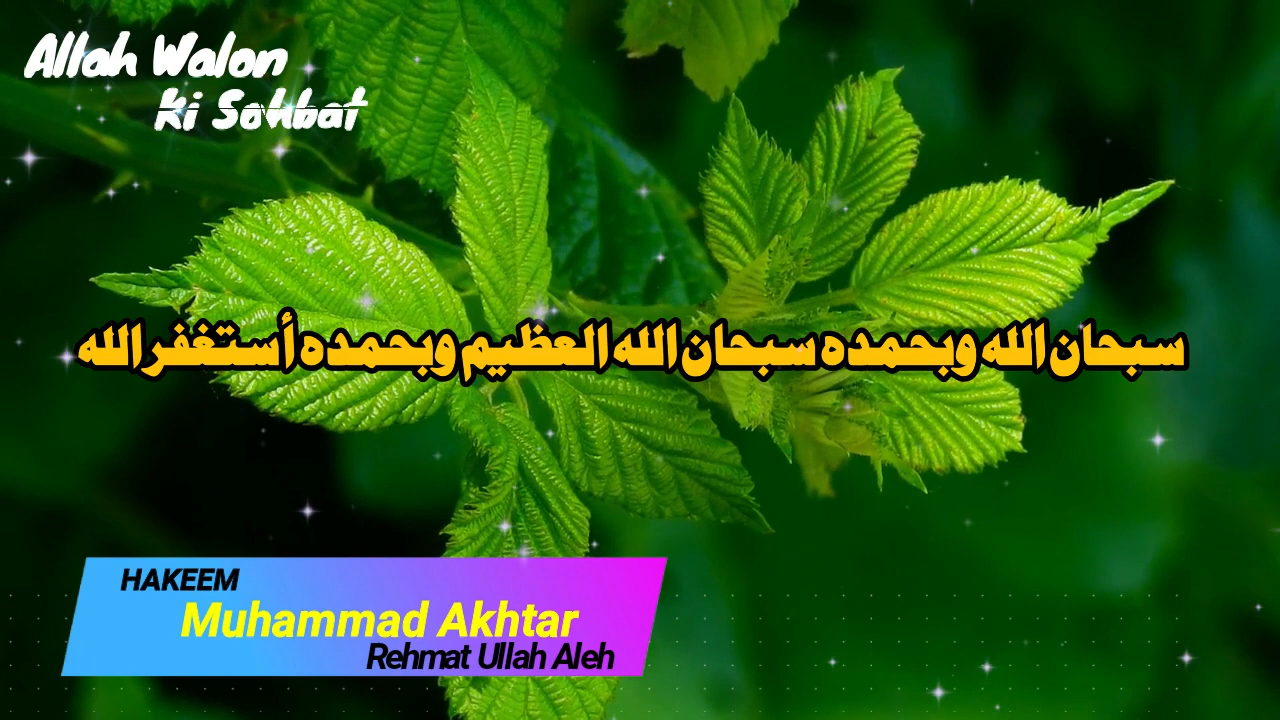 Allah Walon
Ki Sohbat
سبحان الله وبحمده سبحان الله العظيم وبحمده أستغفر الله
HAKEEM
Muhammad Akhtar
Rehmat Ullah Aleh